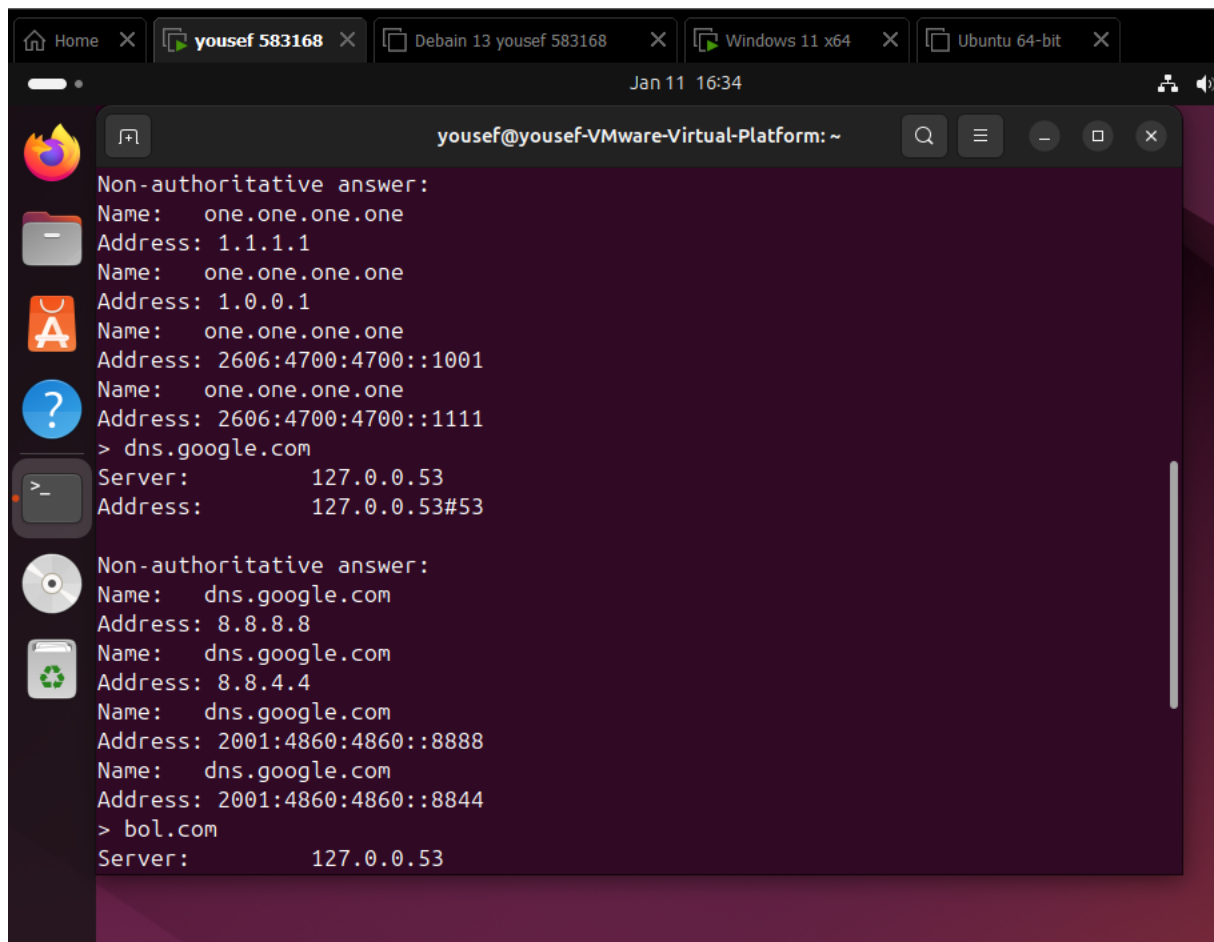 Home
yousef 583168
Debain 13 yousef 583168
Windows 11 x64
Ubuntu 64-bit
Jan 11 16:34
yousef@yousef-VMware-Virtual-Platform: ~
Non-authoritative answer:
Name:   one.one.one.one
Address: 1.1.1.1
Name:   one.one.one.one
Address: 1.0.0.1
Name:   one.one.one.one
Address: 2606:4700:4700::1001
Name:   one.one.one.one
Address: 2606:4700:4700::1111
> dns.google.com
Server:         127.0.0.53
Address:        127.0.0.53#53
Non-authoritative answer:
Name:   dns.google.com
Address: 8.8.8.8
Name:   dns.google.com
Address: 8.8.4.4
Name:   dns.google.com
Address: 2001:4860:4860::8888
Name:   dns.google.com
Address: 2001:4860:4860::8844
> bol.com
Server:         127.0.0.53